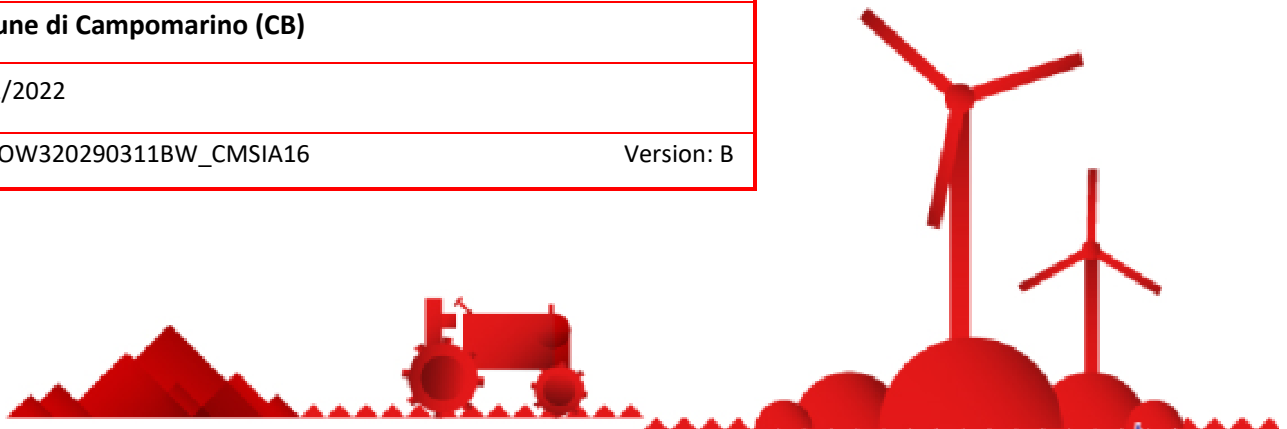 une di Campomarino (CB)
/2022
OW320290311BW_CMSIA16 Version: B